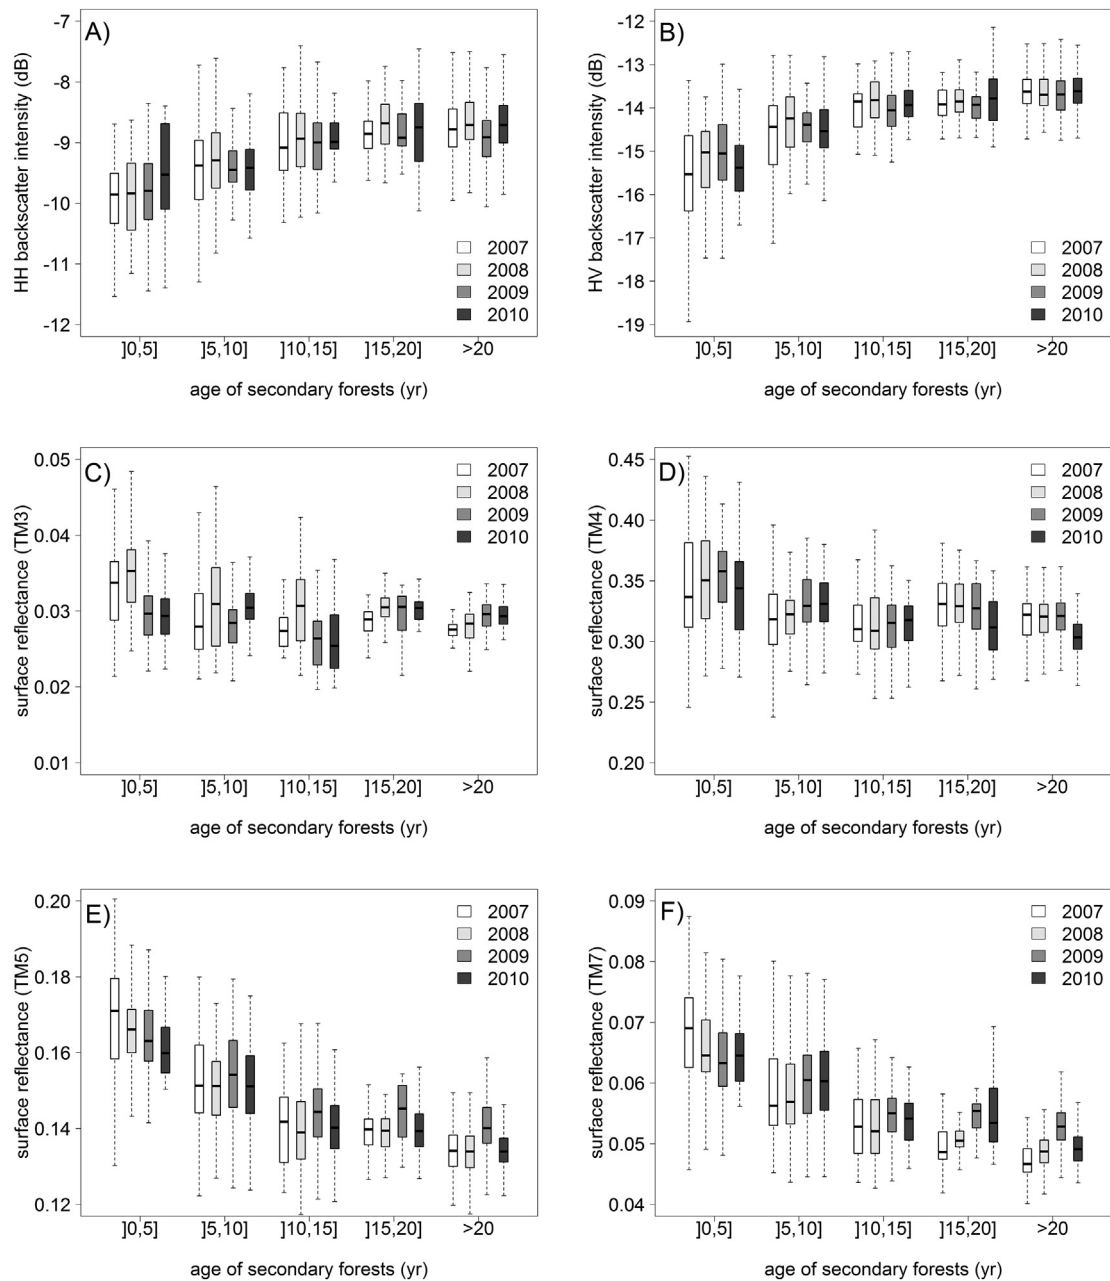 A)
HH backscatter intensity (dB)
-7
-8
-9
-10
-11
-12
2007
2008
2009
2010
]0,5] ]5,10] ]10,15] ]15,20] >20
age of secondary forests (yr)
B)
HV backscatter intensity (dB)
-12
-13
-14
-15
-16
-17
-18
-19
2007
2008
2009
2010
]0,5] ]5,10] ]10,15] ]15,20] >20
age of secondary forests (yr)
C)
surface reflectance (TM3)
0.05
0.04
0.03
0.02
0.01
2007
2008
2009
2010
]0,5] ]5,10] ]10,15] ]15,20] >20
age of secondary forests (yr)
D)
surface reflectance (TM4)
0.45
0.40
0.35
0.30
0.25
0.20
2007
2008
2009
2010
]0,5] ]5,10] ]10,15] ]15,20] >20
age of secondary forests (yr)
E)
surface reflectance (TM5)
0.20
0.18
0.16
0.14
0.12
2007
2008
2009
2010
]0,5] ]5,10] ]10,15] ]15,20] >20
age of secondary forests (yr)
F)
surface reflectance (TM7)
0.09
0.08
0.07
0.06
0.05
0.04
2007
2008
2009
2010
]0,5] ]5,10] ]10,15] ]15,20] >20
age of secondary forests (yr)